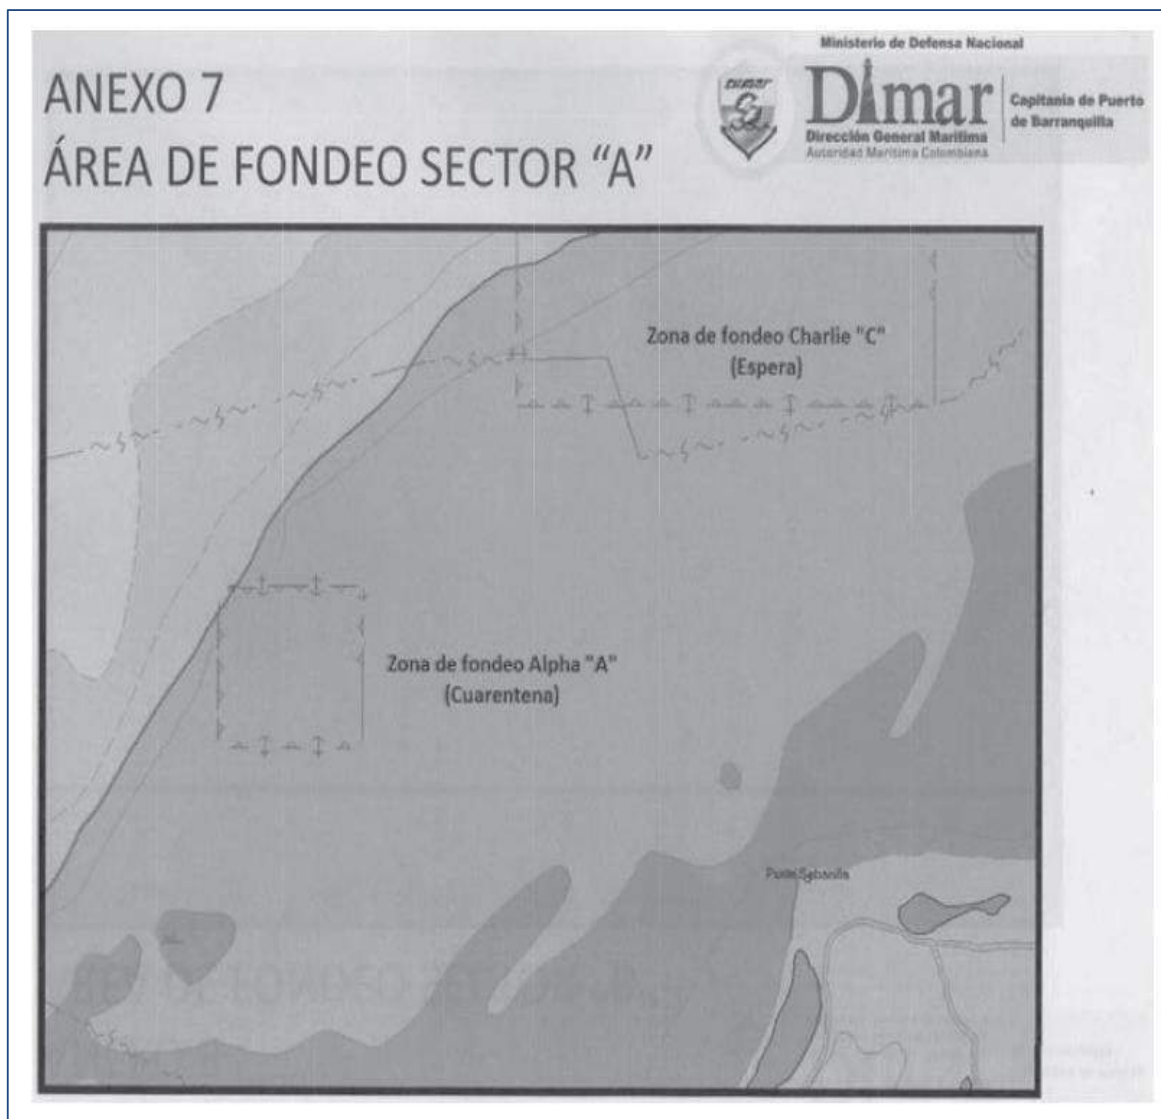 ANEXO 7
ÁREA DE FONDEO SECTOR “A”
Ministerio de Defensa Nacional
DIMAR
Dimar
Dirección General Marítima
Autoridad Marítima Colombiana
Capitanía de Puerto
de Barranquilla
Zona de fondeo Charlie "C"
(Espera)
Zona de fondeo Alpha "A"
(Cuarentena)
Punta Sabanilla